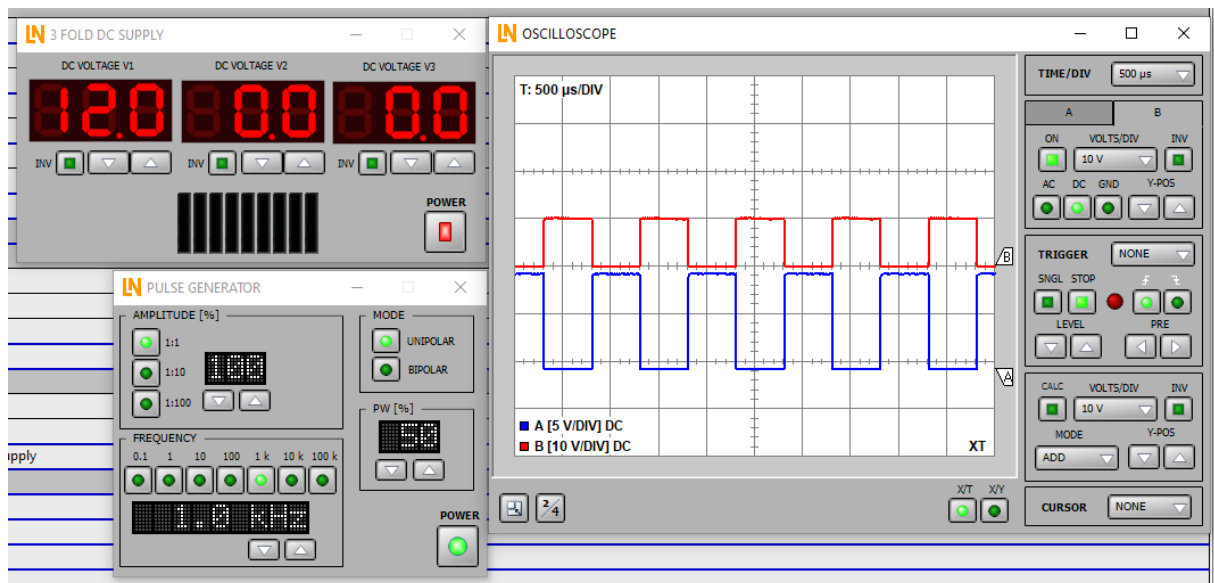 LN 3 FOLD DC SUPPLY
DC VOLTAGE V1 DC VOLTAGE V2 DC VOLTAGE V3
12.0 0.0 0.0
INV INV INV
POWER
LN PULSE GENERATOR
AMPLITUDE [%]
1:1
1:10
1:100
100
MODE
UNIPOLAR
BIPOLAR
PW [%]
50
FREQUENCY
0.1 1 10 100 1 k 10 k 100 k
1.0 kHz
POWER
upply
LN OSCILLOSCOPE
T: 500 µs/DIV
B
A
A [5 V/DIV] DC
B [10 V/DIV] DC
XT
2/4
X/T X/Y
TIME/DIV 500 µs
A B
ON VOLTS/DIV INV
10 V
AC DC GND Y-POS
TRIGGER NONE
SNGL STOP
LEVEL PRE
CALC VOLTS/DIV INV
10 V
MODE Y-POS
ADD
CURSOR NONE